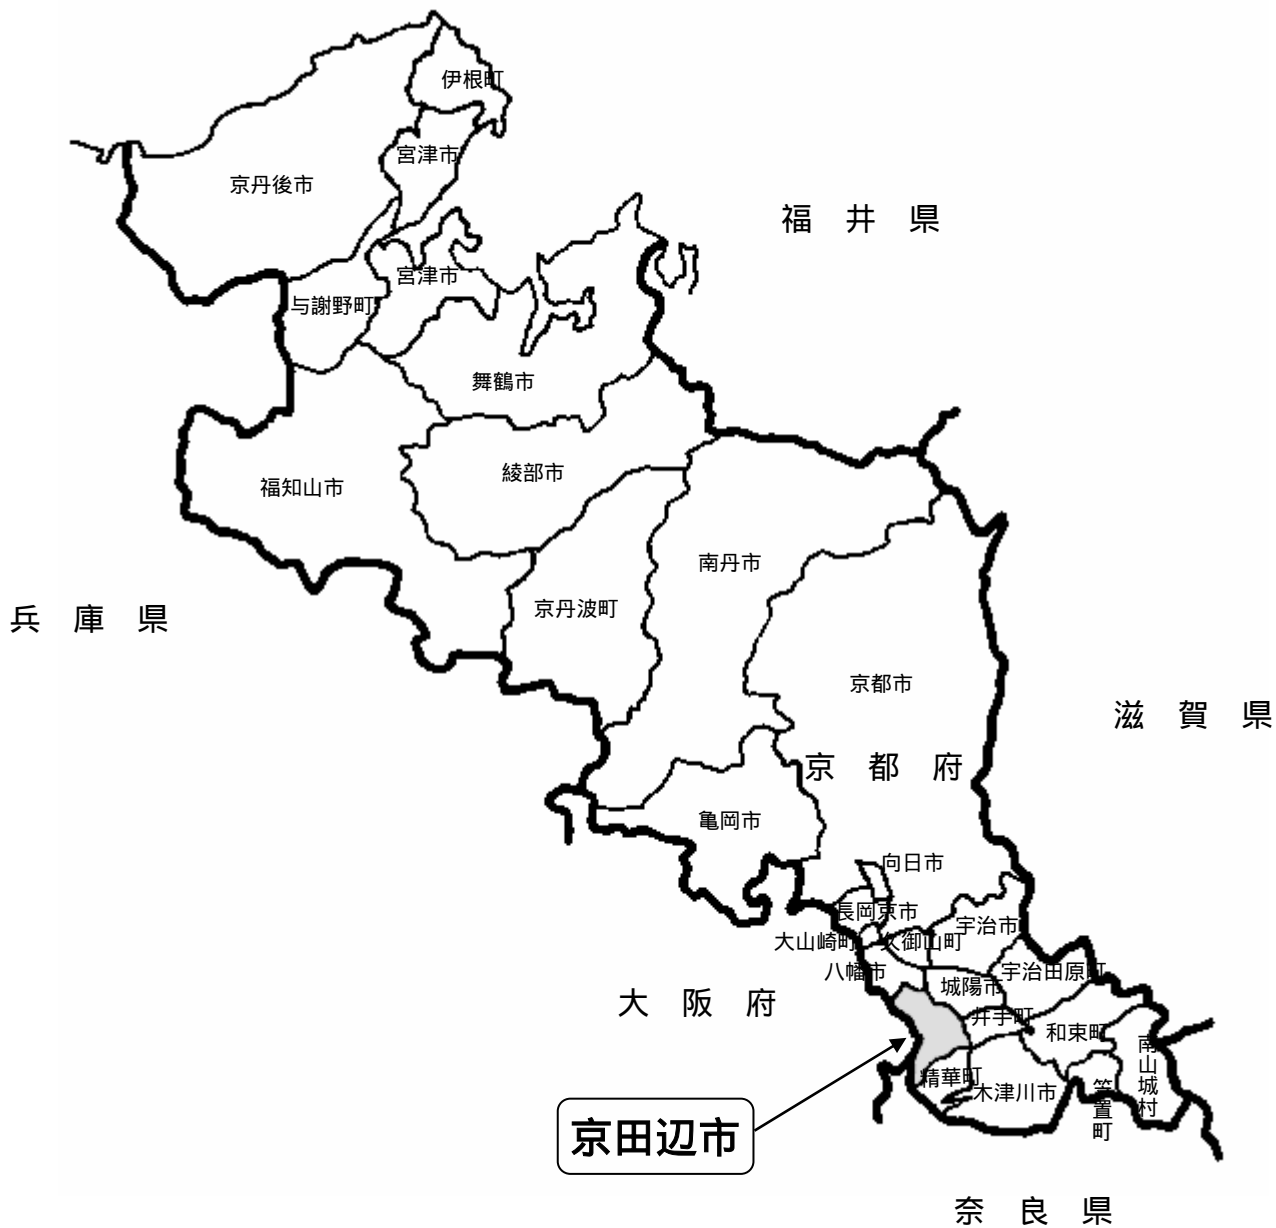 伊根町
宮津市
京丹後市
福井県
宮津市
与謝野町
舞鶴市
綾部市
福知山市
南丹市
京丹波町
兵庫県
京都市
滋賀県
京都府
亀岡市
向日市
長岡京市
宇治市
大山崎町
久御山町
八幡市
宇治田原町
城陽市
大阪府
井手町
和束町
南山城村
精華町
木津川市
笠置町
京田辺市
奈良県